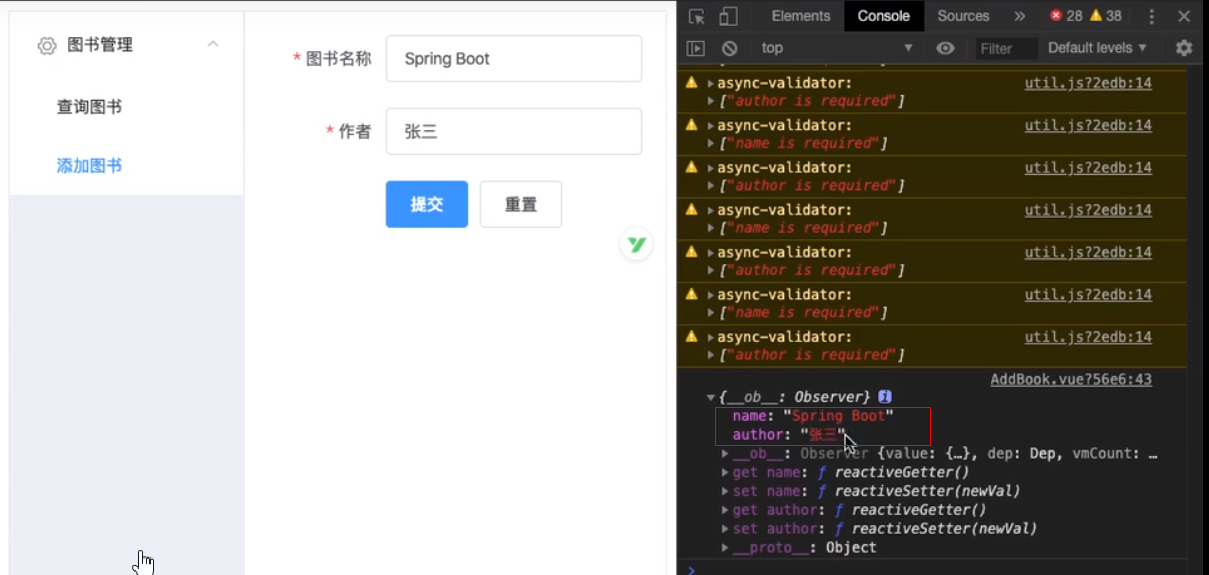 图书管理
查询图书
添加图书
* 图书名称 Spring Boot
* 作者 张三
提交 重置
Elements Console Sources » 28 38
top Filter Default levels
async-validator: util.js?2edb:14
["author is required"]
async-validator: util.js?2edb:14
["name is required"]
async-validator: util.js?2edb:14
["author is required"]
async-validator: util.js?2edb:14
["name is required"]
async-validator: util.js?2edb:14
["author is required"]
async-validator: util.js?2edb:14
["name is required"]
async-validator: util.js?2edb:14
["author is required"]
AddBook.vue?56e6:43
{__ob__: Observer} i
name: "Spring Boot"
author: "张三"
__ob__: Observer {value: {…}, dep: Dep, vmCount: …
get name: ƒ reactiveGetter()
set name: ƒ reactiveSetter(newVal)
get author: ƒ reactiveGetter()
set author: ƒ reactiveSetter(newVal)
__proto__: Object
>